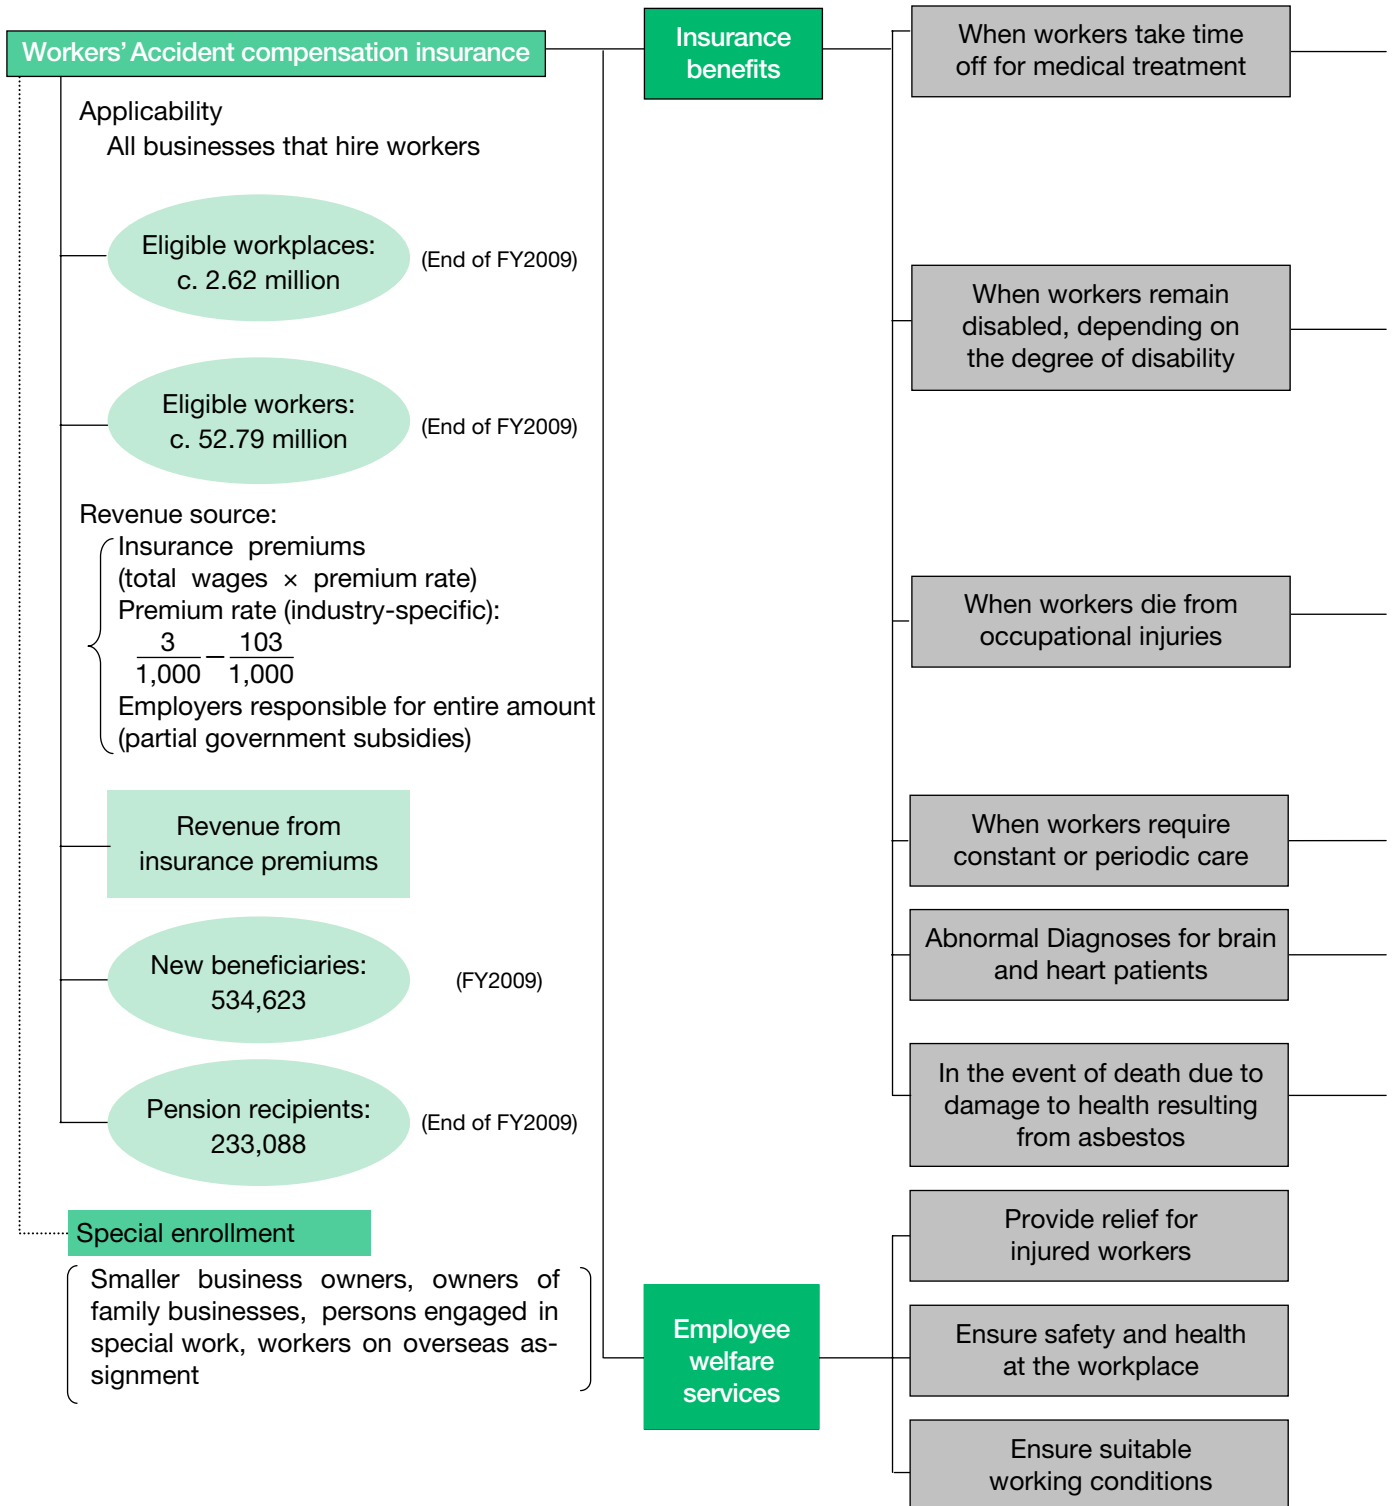 Workers' Accident compensation insurance
Applicability
All businesses that hire workers
Eligible workplaces:
c. 2.62 million
(End of FY2009)
Eligible workers:
c. 52.79 million
(End of FY2009)
Revenue source:
Insurance premiums
(total wages × premium rate)
Premium rate (industry-specific):
3/1,000 – 103/1,000
Employers responsible for entire amount
(partial government subsidies)
Revenue from
insurance premiums
New beneficiaries:
534,623
(FY2009)
Pension recipients:
233,088
(End of FY2009)
Special enrollment
Smaller business owners, owners of
family businesses, persons engaged in
special work, workers on overseas as-
signment
Insurance
benefits
When workers take time
off for medical treatment
When workers remain
disabled, depending on
the degree of disability
When workers die from
occupational injuries
When workers require
constant or periodic care
Abnormal Diagnoses for brain
and heart patients
In the event of death due to
damage to health resulting
from asbestos
Employee
welfare
services
Provide relief for
injured workers
Ensure safety and health
at the workplace
Ensure suitable
working conditions